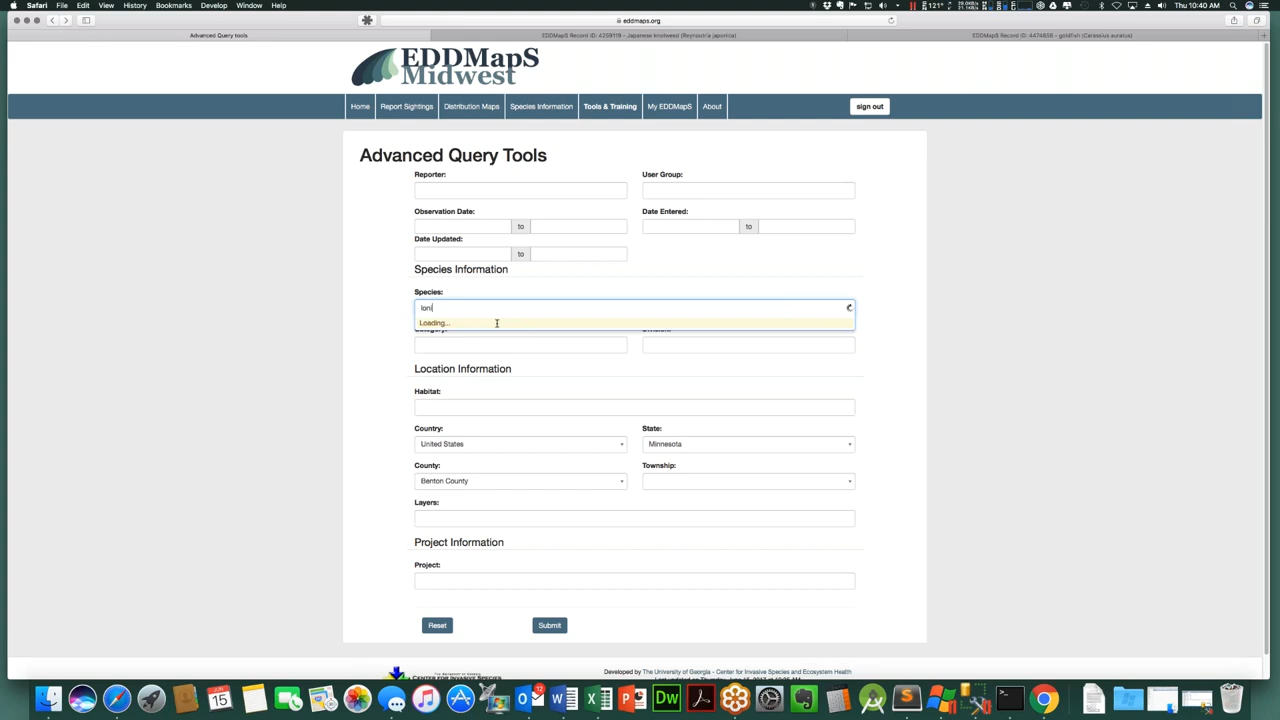 Safari File Edit View History Bookmarks Develop Window Help
121° Thu 10:40 AM
eddmaps.org
Advanced Query tools
EDDMapS Record ID: 4259119 - Japanese knotweed (Reynoutria japonica)
EDDMapS Record ID: 4474656 - goldfish (Carassius auratus)
EDDMapS
Midwest
Home Report Sightings Distribution Maps Species Information Tools & Training My EDDMapS About
sign out
Advanced Query Tools
Reporter: User Group:
Observation Date: Date Entered:
to to
Date Updated:
to
Species Information
Species:
loni
Loading...
Location Information
Habitat:
Country: State:
United States Minnesota
County: Township:
Benton County
Layers:
Project Information
Project:
Reset Submit
Developed by The University of Georgia - Center for Invasive Species and Ecosystem Health